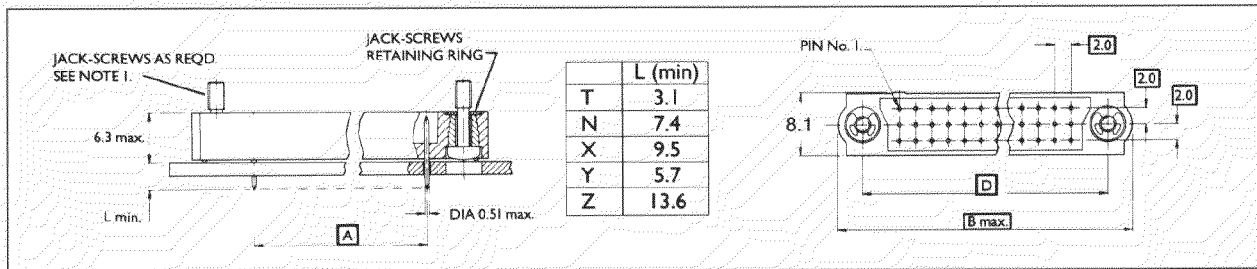 JACK-SCREWS AS REQD.
SEE NOTE 1.
JACK-SCREWS
RETAINING RING
6.3 max.
L min.
A
DIA 0.51 max.
L (min)
T 3.1
N 7.4
X 9.5
Y 5.7
Z 13.6
PIN No. 1.
2.0
2.0
2.0
8.1
D
B max.